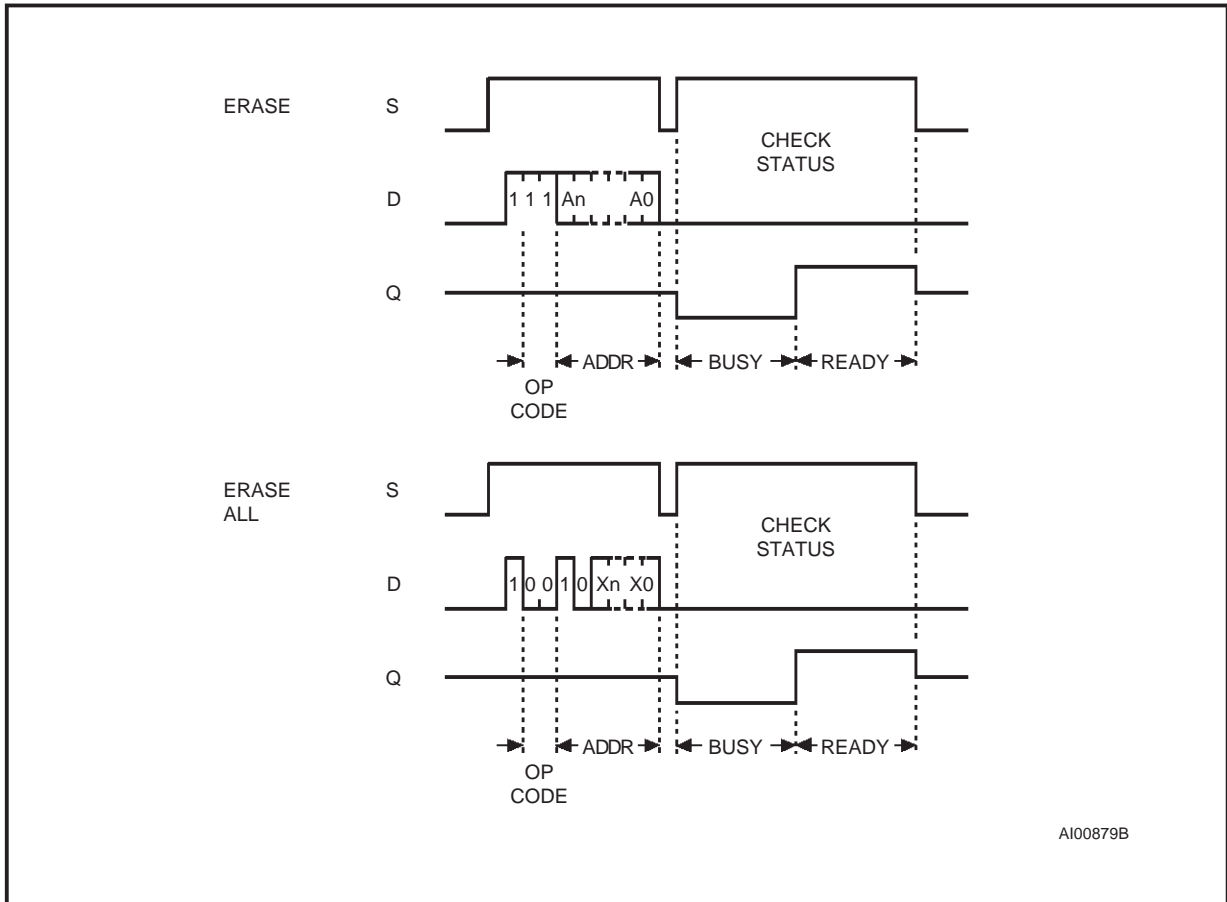 ERASE S
CHECK
STATUS
D 1 1 1 An A0
Q
ADDR BUSY READY
OP
CODE
ERASE
ALL
S
CHECK
STATUS
D 1 0 0 1 0 Xn X0
Q
ADDR BUSY READY
OP
CODE
AI00879B